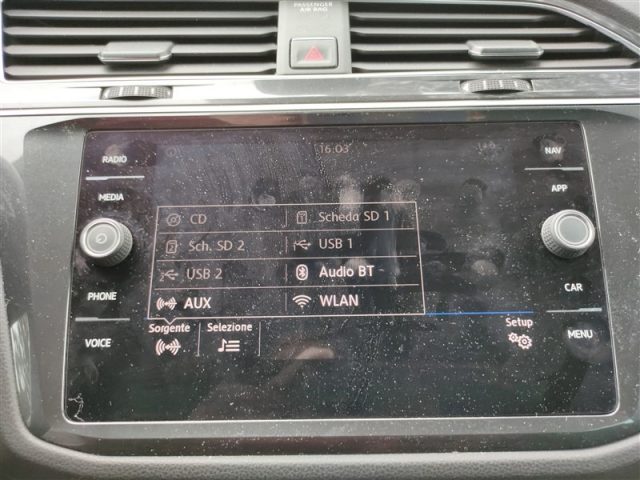 PASSENGER
AIR BAG
RADIO
16:03
NAV
MEDIA
APP
CD
Scheda SD 1
Sch. SD 2
USB 1
USB 2
Audio BT
AUX
WLAN
PHONE
CAR
Sorgente
Selezione
Setup
VOICE
MENU